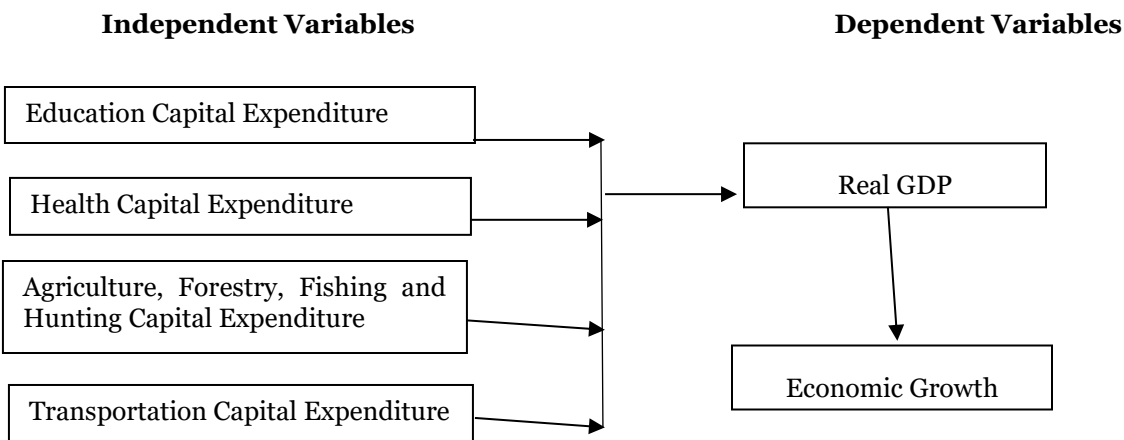 Independent Variables
Dependent Variables
Education Capital Expenditure
Health Capital Expenditure
Agriculture, Forestry, Fishing and
Hunting Capital Expenditure
Transportation Capital Expenditure
Real GDP
Economic Growth